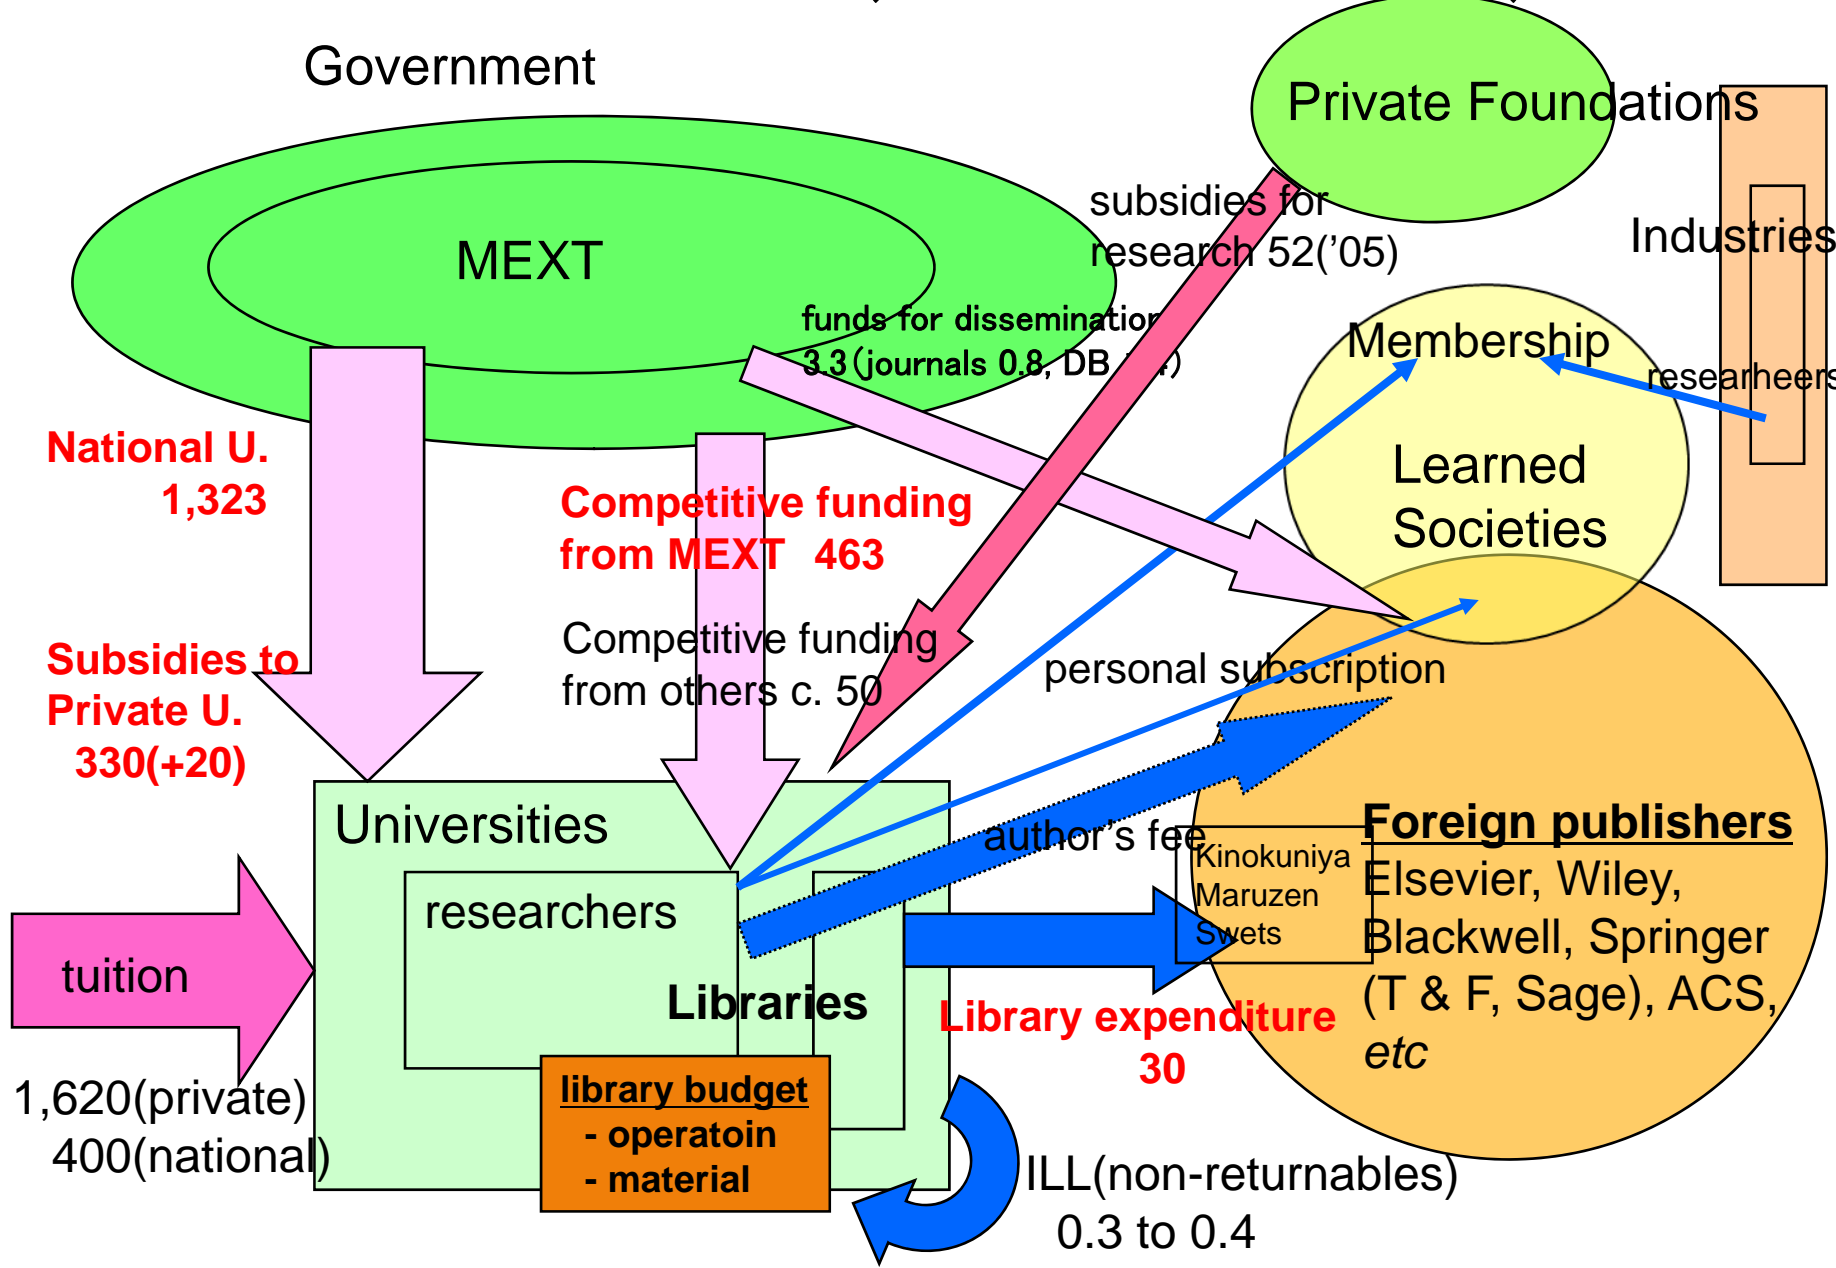 Government
Private Foundations
MEXT
subsidies for
research 52('05)
Industries
funds for dissemination
3.3(journals 0.8, DB 4)
Membership
researheers
National U.
1,323
Learned
Societies
Competitive funding
from MEXT 463
Competitive funding
from others c. 50
Subsidies to
Private U.
330(+20)
personal subscription
Universities
author's fee
Kinokuniya
Maruzen
Swets
Foreign publishers
Elsevier, Wiley,
Blackwell, Springer
(T & F, Sage), ACS,
etc
researchers
tuition
Libraries
Library expenditure
30
1,620(private)
400(national)
library budget
- operatoin
- material
ILL(non-returnables)
0.3 to 0.4